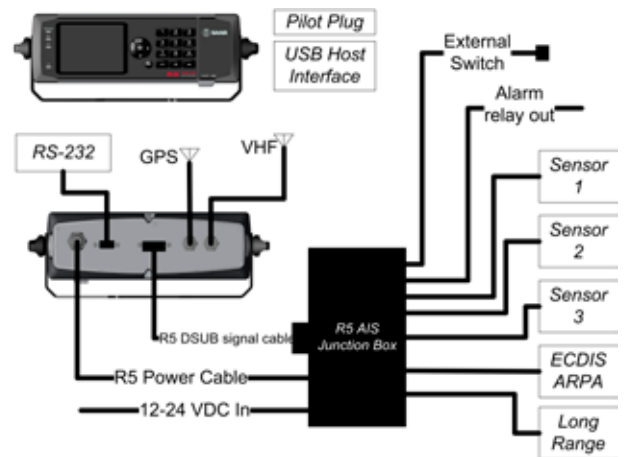 Pilot Plug
USB Host
Interface
SAAB
External
Switch
Alarm
relay out
RS-232
GPS
VHF
Sensor
1
Sensor
2
Sensor
3
R5 AIS
Junction Box
R5 DSUB signal cable
R5 Power Cable
12-24 VDC In
ECDIS
ARPA
Long
Range